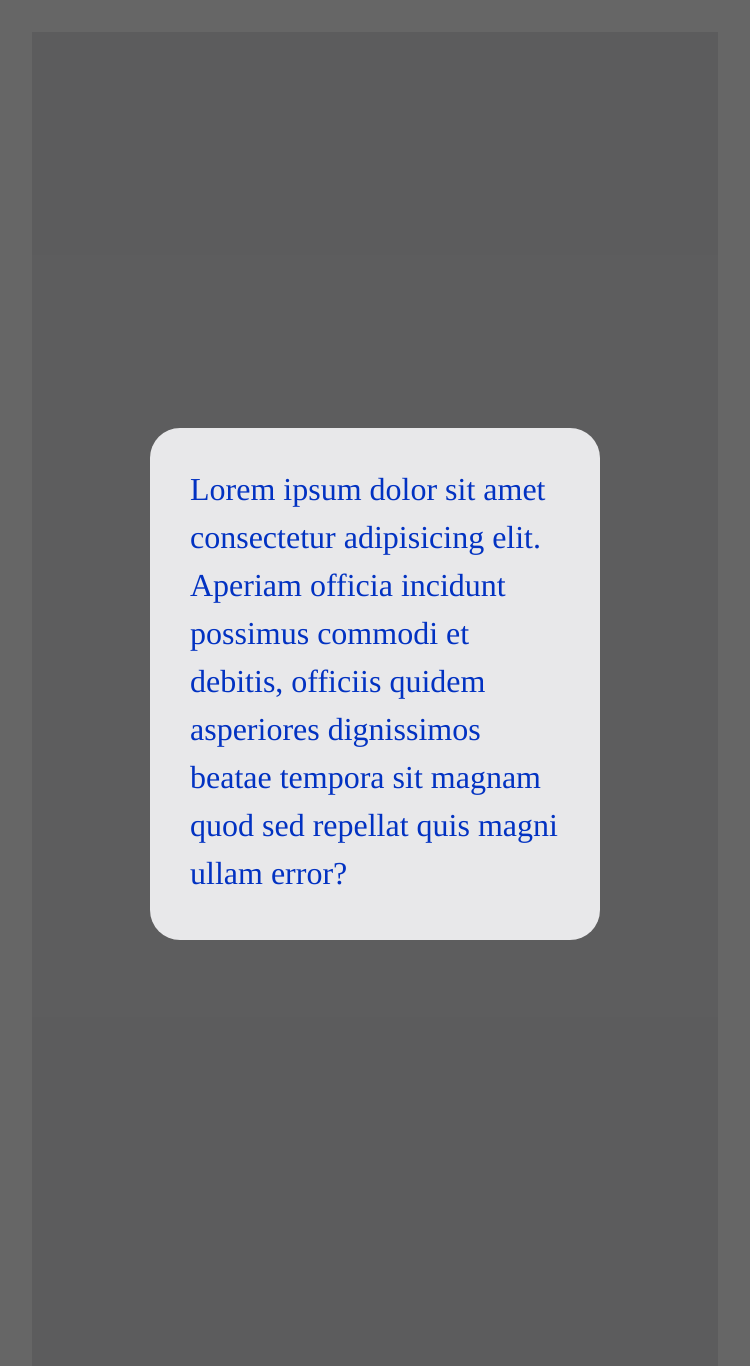 Lorem ipsum dolor sit amet
consectetur adipisicing elit.
Aperiam officia incidunt
possimus commodi et
debitis, officiis quidem
asperiores dignissimos
beatae tempora sit magnam
quod sed repellat quis magni
ullam error?